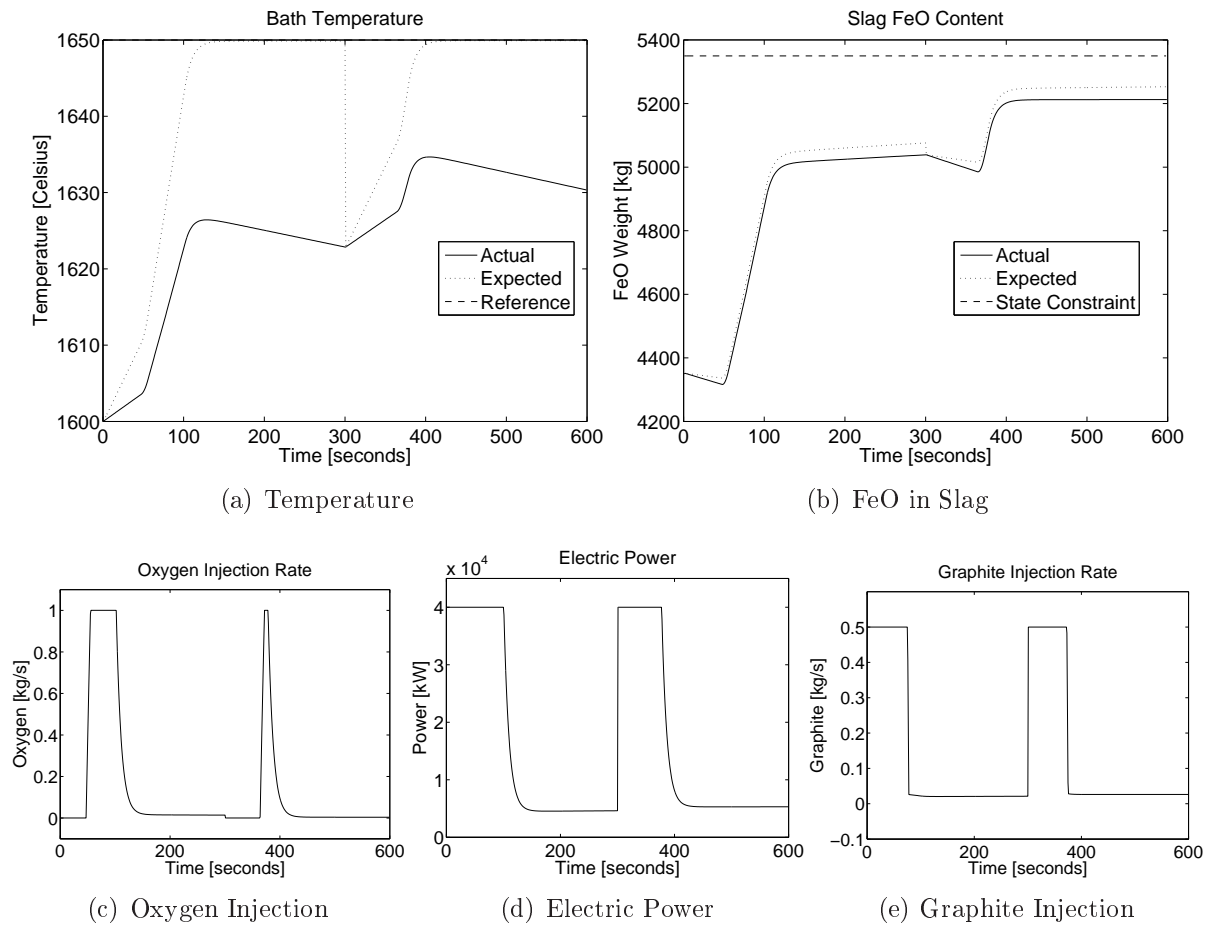 Bath Temperature
1650
1640
1630
1620
1610
1600
Temperature [Celsius]
0 100 200 300 400 500 600
Time [seconds]
Actual
Expected
Reference
(a) Temperature
Slag FeO Content
5400
5200
5000
4800
4600
4400
4200
FeO Weight [kg]
0 100 200 300 400 500 600
Time [seconds]
Actual
Expected
State Constraint
(b) FeO in Slag
Oxygen Injection Rate
1
0.8
0.6
0.4
0.2
0
Oxygen [kg/s]
0 200 400 600
Time [seconds]
(c) Oxygen Injection
Electric Power
x 10^4
4
3
2
1
0
Power [kW]
0 200 400 600
Time [seconds]
(d) Electric Power
Graphite Injection Rate
0.5
0.4
0.3
0.2
0.1
0
−0.1
Graphite [kg/s]
0 200 400 600
Time [seconds]
(e) Graphite Injection